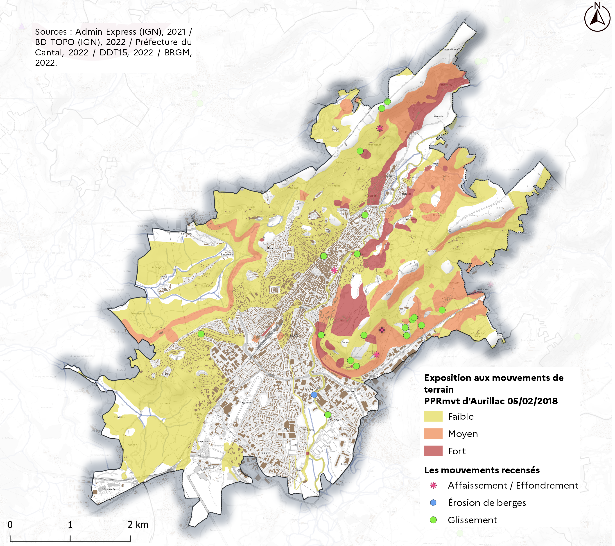 Sources : Admin Express (IGN), 2021 /
BD TOPO (IGN), 2022 / Préfecture du
Cantal, 2022 / DDT15, 2022 / BRGM,
2022.
N
Exposition aux mouvements de
terrain
PPRmvt d'Aurillac 05/02/2018
Faible
Moyen
Fort
Les mouvements recensés
Affaissement / Effondrement
Érosion de berges
Glissement
0 1 2 km